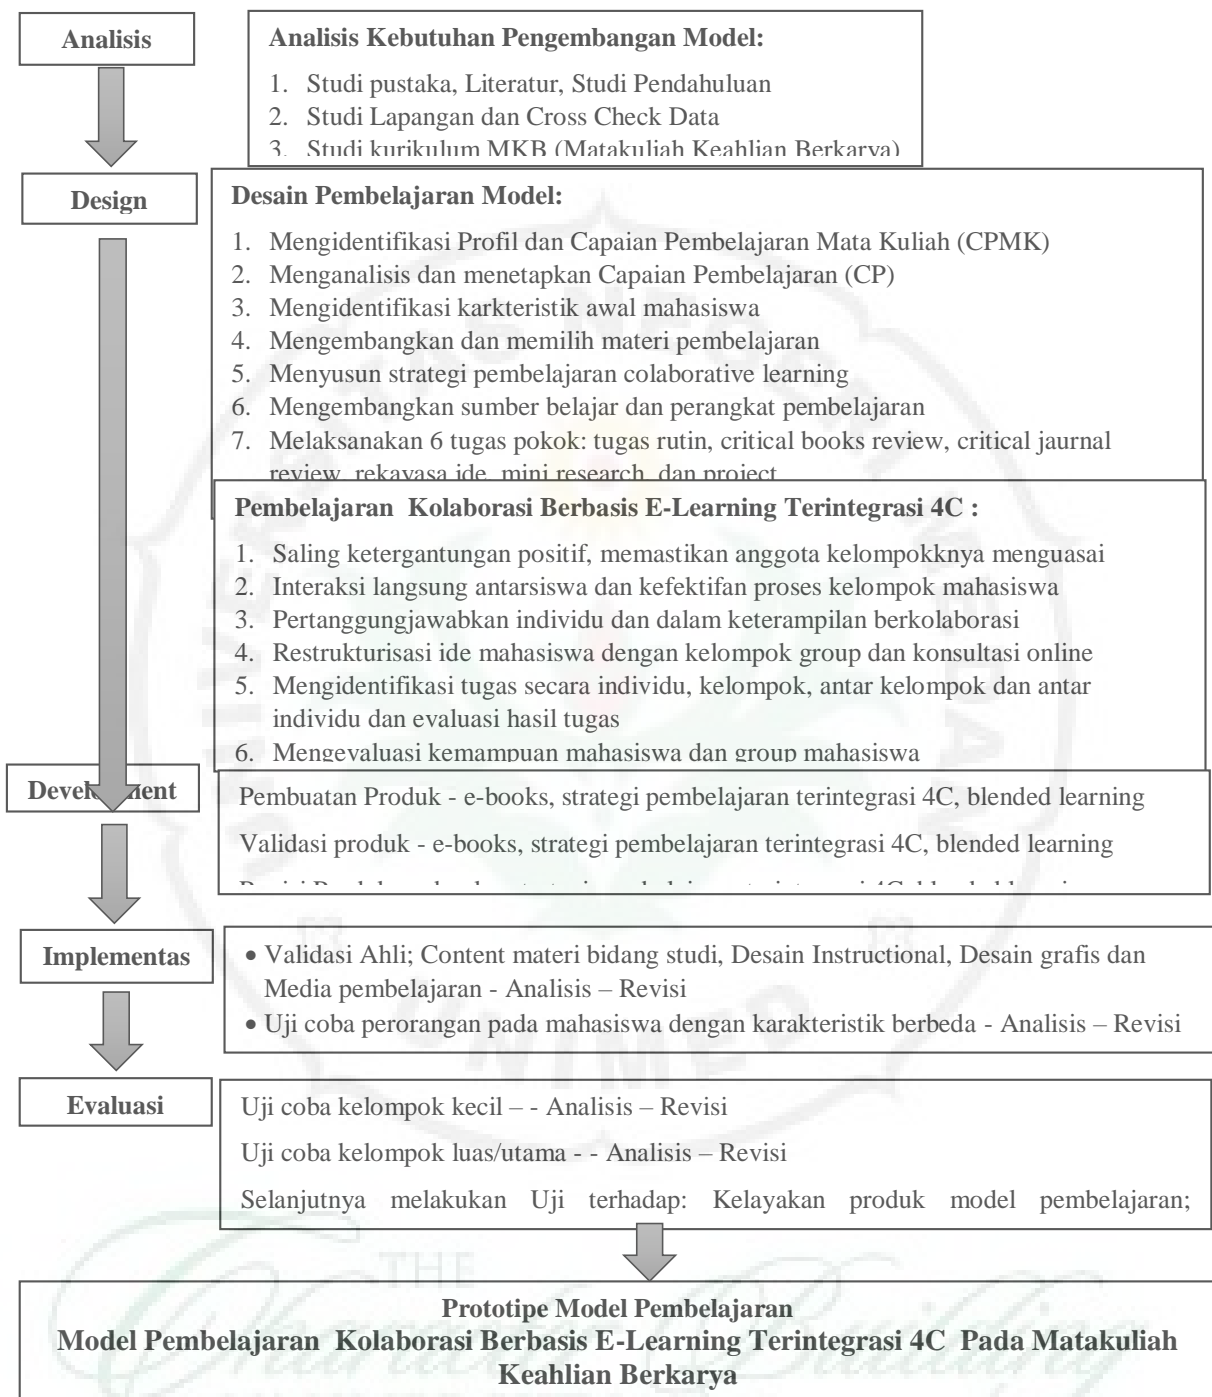 Analisis
Analisis Kebutuhan Pengembangan Model:
1. Studi pustaka, Literatur, Studi Pendahuluan
2. Studi Lapangan dan Cross Check Data
3. Studi kurikulum MKB (Matakuliah Keahlian Berkarya)
Design
Desain Pembelajaran Model:
1. Mengidentifikasi Profil dan Capaian Pembelajaran Mata Kuliah (CPMK)
2. Menganalisis dan menetapkan Capaian Pembelajaran (CP)
3. Mengidentifikasi karkteristik awal mahasiswa
4. Mengembangkan dan memilih materi pembelajaran
5. Menyusun strategi pembelajaran colaborative learning
6. Mengembangkan sumber belajar dan perangkat pembelajaran
7. Melaksanakan 6 tugas pokok: tugas rutin, critical books review, critical jaurnal
review, rekayasa ide, mini research, dan project
Pembelajaran Kolaborasi Berbasis E-Learning Terintegrasi 4C :
1. Saling ketergantungan positif, memastikan anggota kelompokknya menguasai
2. Interaksi langsung antarsiswa dan kefektifan proses kelompok mahasiswa
3. Pertanggungjawabkan individu dan dalam keterampilan berkolaborasi
4. Restrukturisasi ide mahasiswa dengan kelompok group dan konsultasi online
5. Mengidentifikasi tugas secara individu, kelompok, antar kelompok dan antar
individu dan evaluasi hasil tugas
6. Mengevaluasi kemampuan mahasiswa dan group mahasiswa
Development
Pembuatan Produk - e-books, strategi pembelajaran terintegrasi 4C, blended learning
Validasi produk - e-books, strategi pembelajaran terintegrasi 4C, blended learning
Implementas
• Validasi Ahli; Content materi bidang studi, Desain Instructional, Desain grafis dan
Media pembelajaran - Analisis – Revisi
• Uji coba perorangan pada mahasiswa dengan karakteristik berbeda - Analisis – Revisi
Evaluasi
Uji coba kelompok kecil – - Analisis – Revisi
Uji coba kelompok luas/utama - - Analisis – Revisi
Selanjutnya melakukan Uji terhadap: Kelayakan produk model pembelajaran;
Prototipe Model Pembelajaran
Model Pembelajaran Kolaborasi Berbasis E-Learning Terintegrasi 4C Pada Matakuliah
Keahlian Berkarya
UNIVERSITAS NEGERI MEDAN
UNIMED
THE
Character Building